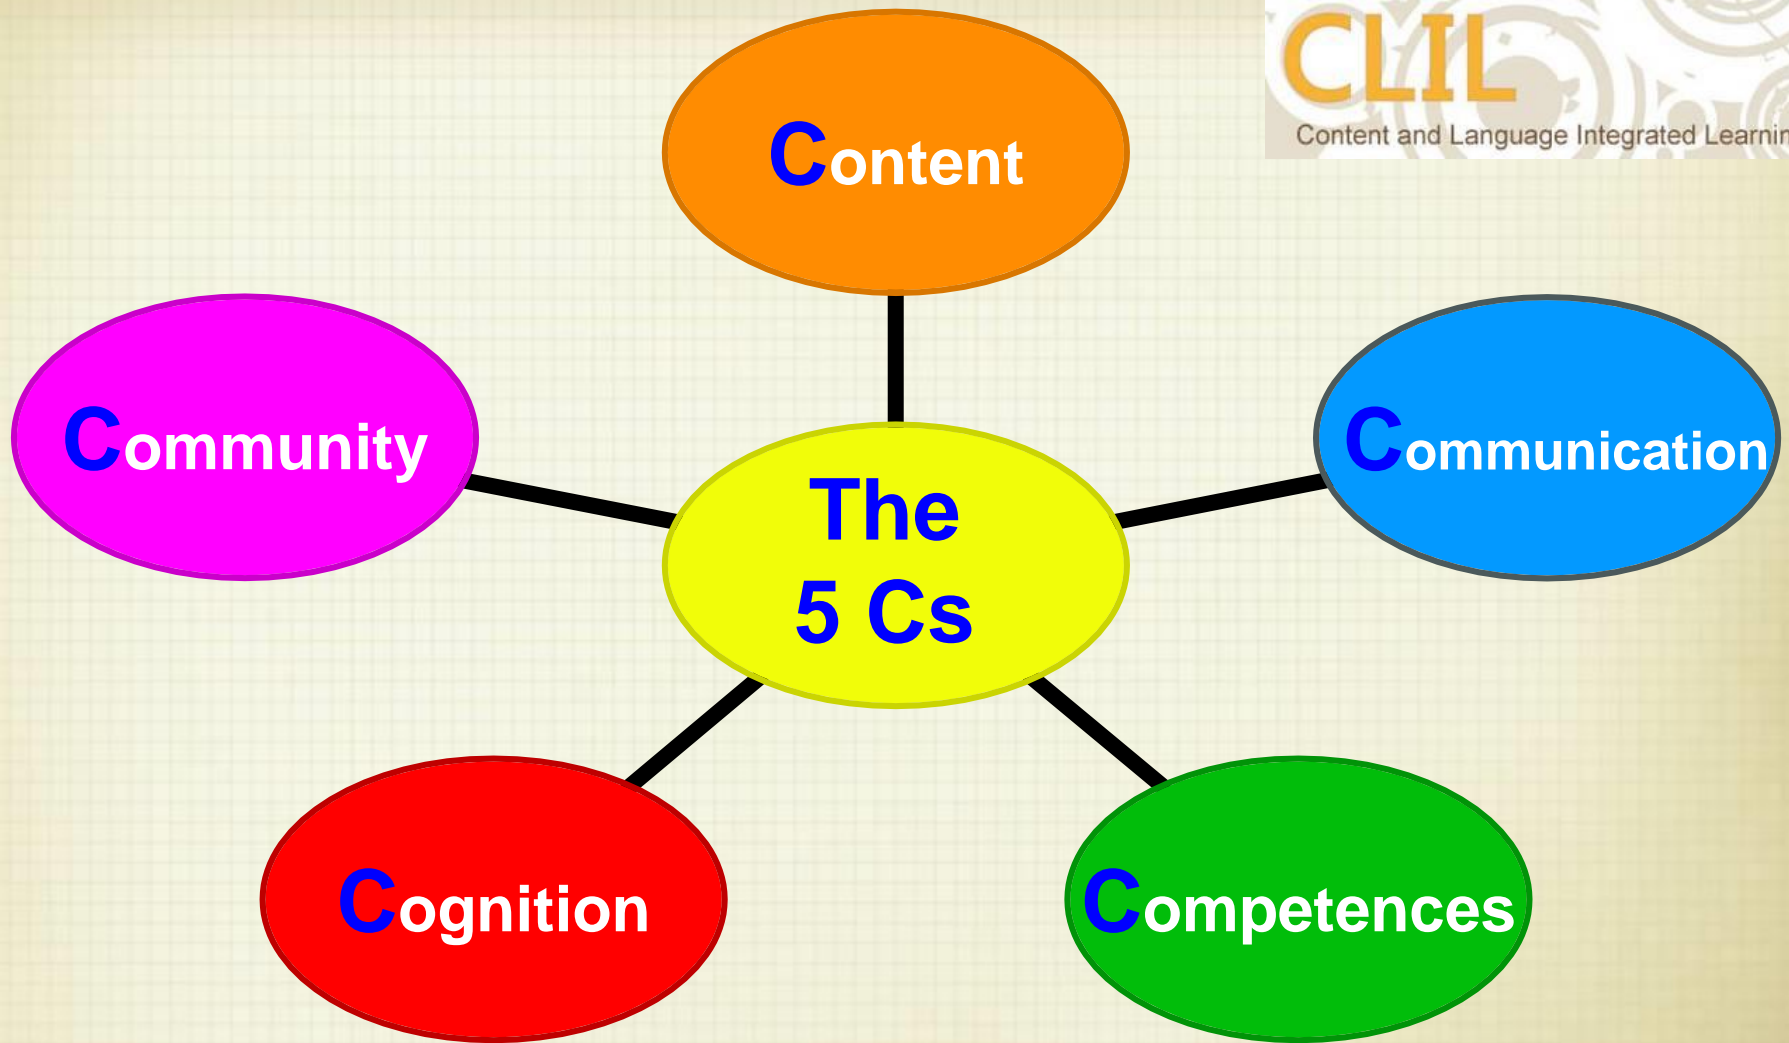 CLIL
Content and Language Integrated Learnin
Content
Community
Communication
The
5 Cs
Cognition
Competences